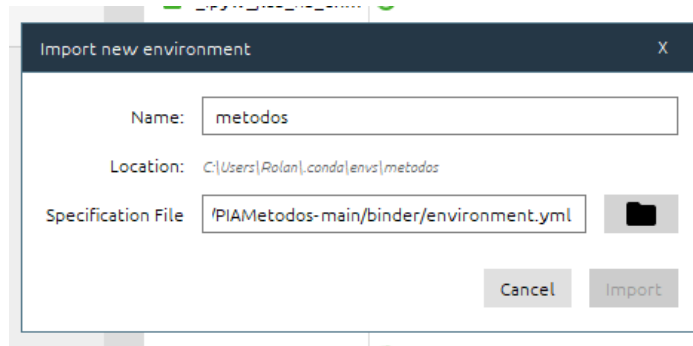 Import new environment X
Name: metodos
Location: C:\Users\Rolan\.conda\envs\metodos
Specification File /PIAMetodos-main/binder/environment.yml
Cancel Import